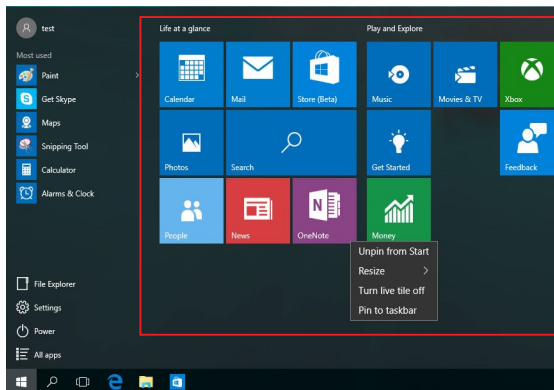 test
Most used
Paint
Get Skype
Maps
Snipping Tool
Calculator
Alarms & Clock
File Explorer
Settings
Power
All apps
Life at a glance
Calendar
Mail
Store (Beta)
Photos
Search
People
News
OneNote
Play and Explore
Music
Movies & TV
Xbox
Get Started
Feedback
Money
Unpin from Start
Resize
Turn live tile off
Pin to taskbar